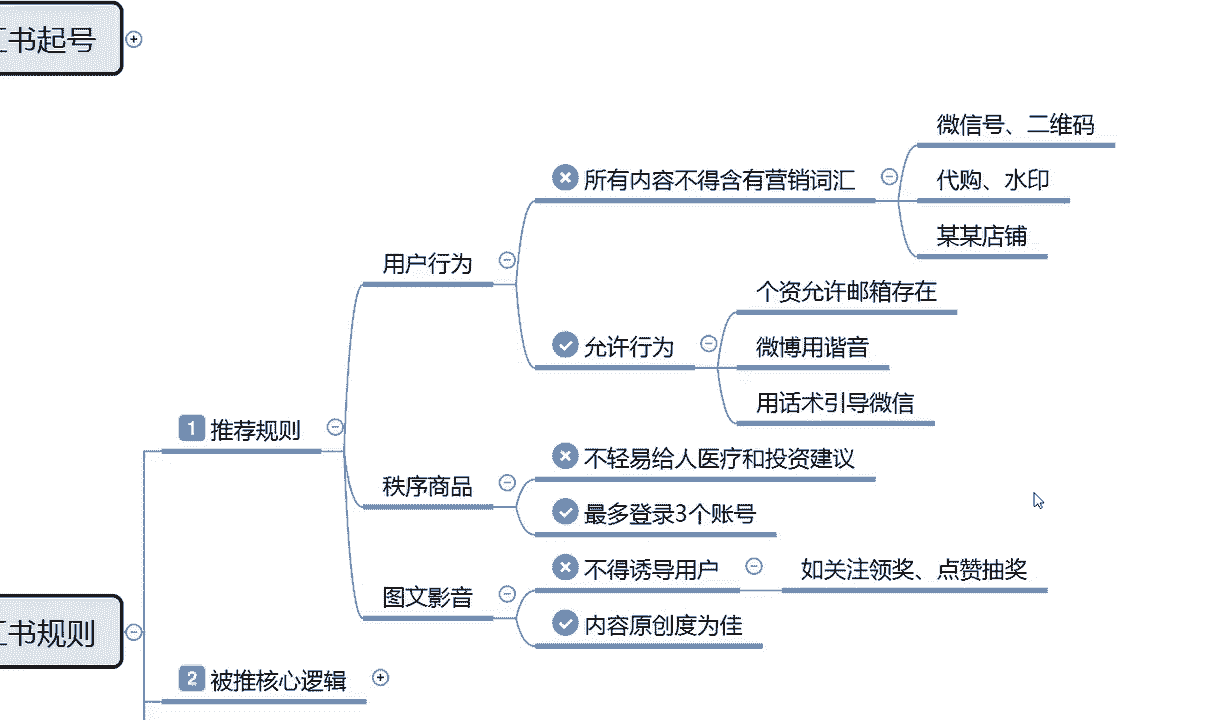 书起号
微信号、二维码
所有内容不得含有营销词汇
代购、水印
某某店铺
用户行为
个资允许邮箱存在
允许行为
微博用谐音
用话术引导微信
1 推荐规则
不轻易给人医疗和投资建议
秩序商品
最多登录3个账号
不得诱导用户
如关注领奖、点赞抽奖
图文影音
内容原创度为佳
书规则
2 被推核心逻辑